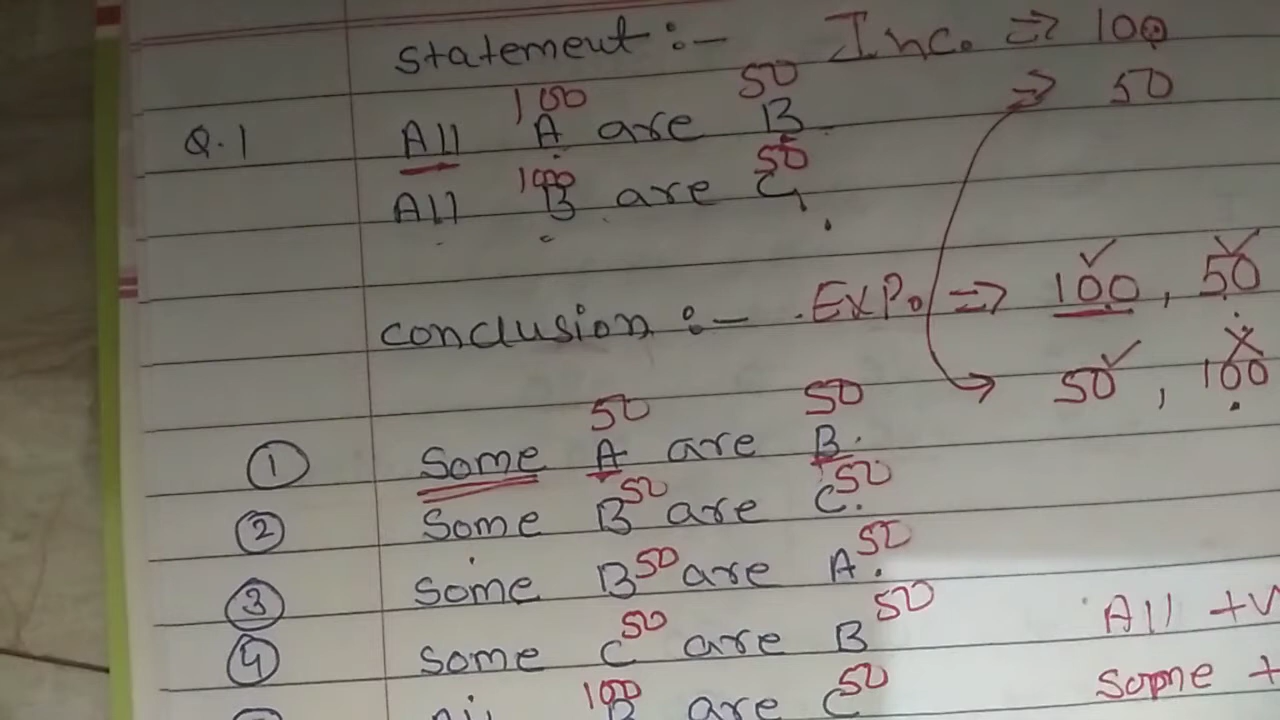 Statement :- Inc. ⇒ 100
100 50 ⇒ 50
Q.1 All A are B.
100 50
All B are C.
Conclusion :- Exp. ⇒ 100, 50
50, 100
50 50
① Some A are B.
50 50
② Some B are C.
③ Some B 50 are A. 50
50 50
④ Some C are B All +v
100 50 Some +
B are C